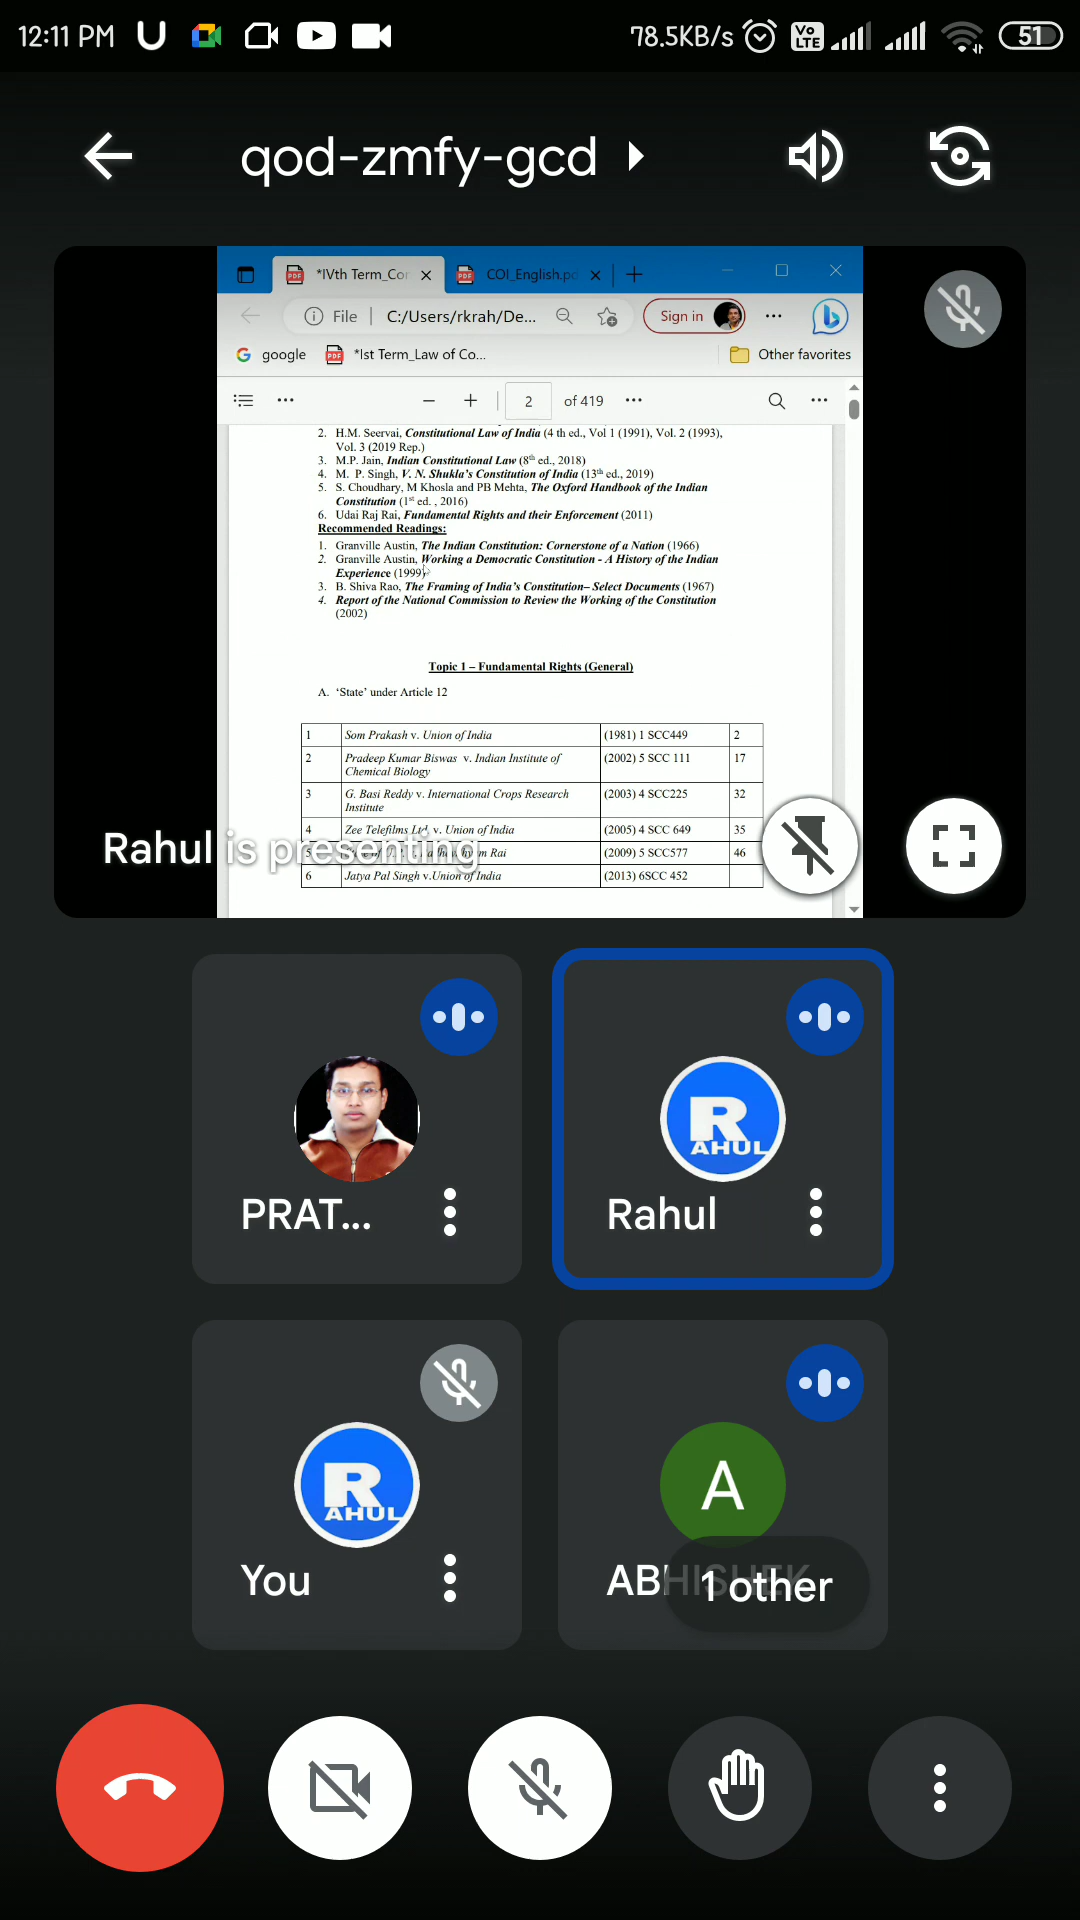 12:11 PM
78.5KB/s
Vo LTE
51
qod-zmfy-gcd
*IVth Term_Cor
COI_English.pd
File
C:/Users/rkrah/De...
Sign in
google
*Ist Term_Law of Co...
Other favorites
2
of 419
2. H.M. Seervai, Constitutional Law of India (4 th ed., Vol 1 (1991), Vol. 2 (1993),
Vol. 3 (2019 Rep.)
3. M.P. Jain, Indian Constitutional Law (8th ed., 2018)
4. M. P. Singh, V. N. Shukla's Constitution of India (13th ed., 2019)
5. S. Choudhary, M Khosla and PB Mehta, The Oxford Handbook of the Indian
Constitution (1st ed. , 2016)
6. Udai Raj Rai, Fundamental Rights and their Enforcement (2011)
Recommended Readings:
1. Granville Austin, The Indian Constitution: Cornerstone of a Nation (1966)
2. Granville Austin, Working a Democratic Constitution - A History of the Indian
Experience (1999)
3. B. Shiva Rao, The Framing of India's Constitution– Select Documents (1967)
4. Report of the National Commission to Review the Working of the Constitution
(2002)
Topic 1 – Fundamental Rights (General)
A. 'State' under Article 12
1 Som Prakash v. Union of India (1981) 1 SCC449 2
2 Pradeep Kumar Biswas v. Indian Institute of (2002) 5 SCC 111 17
Chemical Biology
3 G. Basi Reddy v. International Crops Research (2003) 4 SCC225 32
Institute
4 Zee Telefilms Ltd. v. Union of India (2005) 4 SCC 649 35
5 Rai (2009) 5 SCC577 46
6 Jatya Pal Singh v.Union of India (2013) 6SCC 452
Rahul is presenting
PRAT...
RAHUL
Rahul
RAHUL
You
A
ABHISHEK
1 other